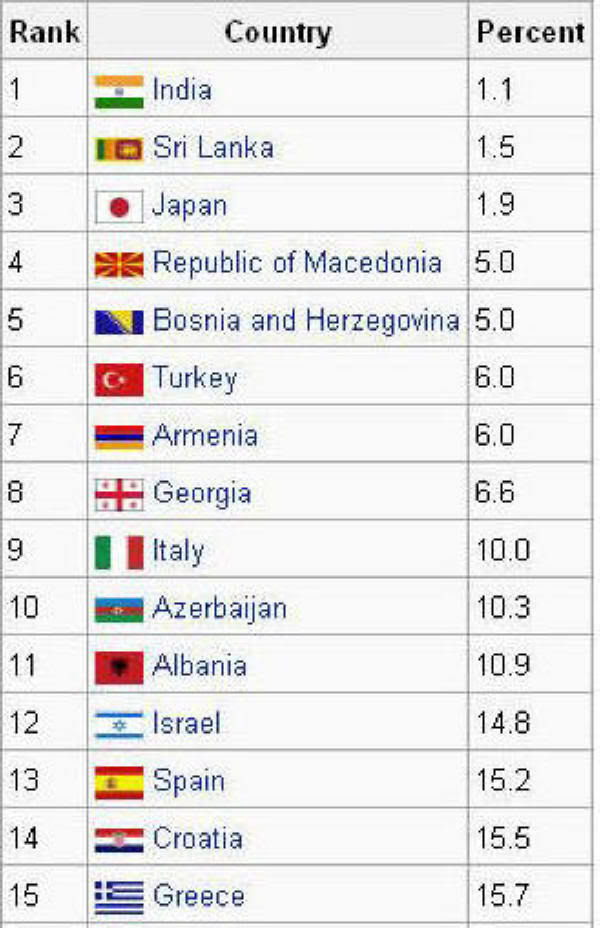 Rank Country Percent
1 India 1.1
2 Sri Lanka 1.5
3 Japan 1.9
4 Republic of Macedonia 5.0
5 Bosnia and Herzegovina 5.0
6 Turkey 6.0
7 Armenia 6.0
8 Georgia 6.6
9 Italy 10.0
10 Azerbaijan 10.3
11 Albania 10.9
12 Israel 14.8
13 Spain 15.2
14 Croatia 15.5
15 Greece 15.7